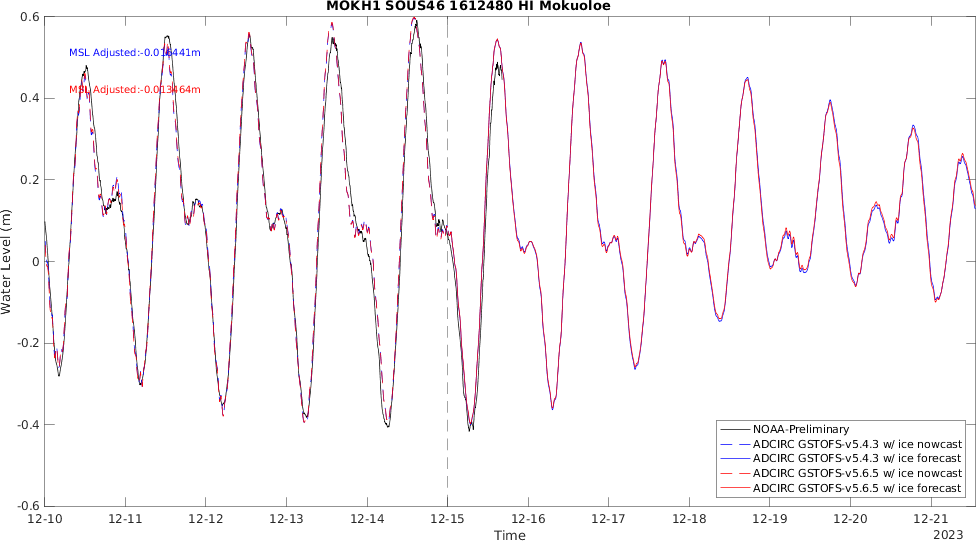 MOKH1 SOUS46 1612480 HI Mokuoloe
0.6
0.4
0.2
0
-0.2
-0.4
-0.6
Water Level (m)
MSL Adjusted:-0.016441m
MSL Adjusted:-0.013464m
NOAA-Preliminary
ADCIRC GSTOFS-v5.4.3 w/ ice nowcast
ADCIRC GSTOFS-v5.4.3 w/ ice forecast
ADCIRC GSTOFS-v5.6.5 w/ ice nowcast
ADCIRC GSTOFS-v5.6.5 w/ ice forecast
12-10 12-11 12-12 12-13 12-14 12-15 12-16 12-17 12-18 12-19 12-20 12-21
Time 2023